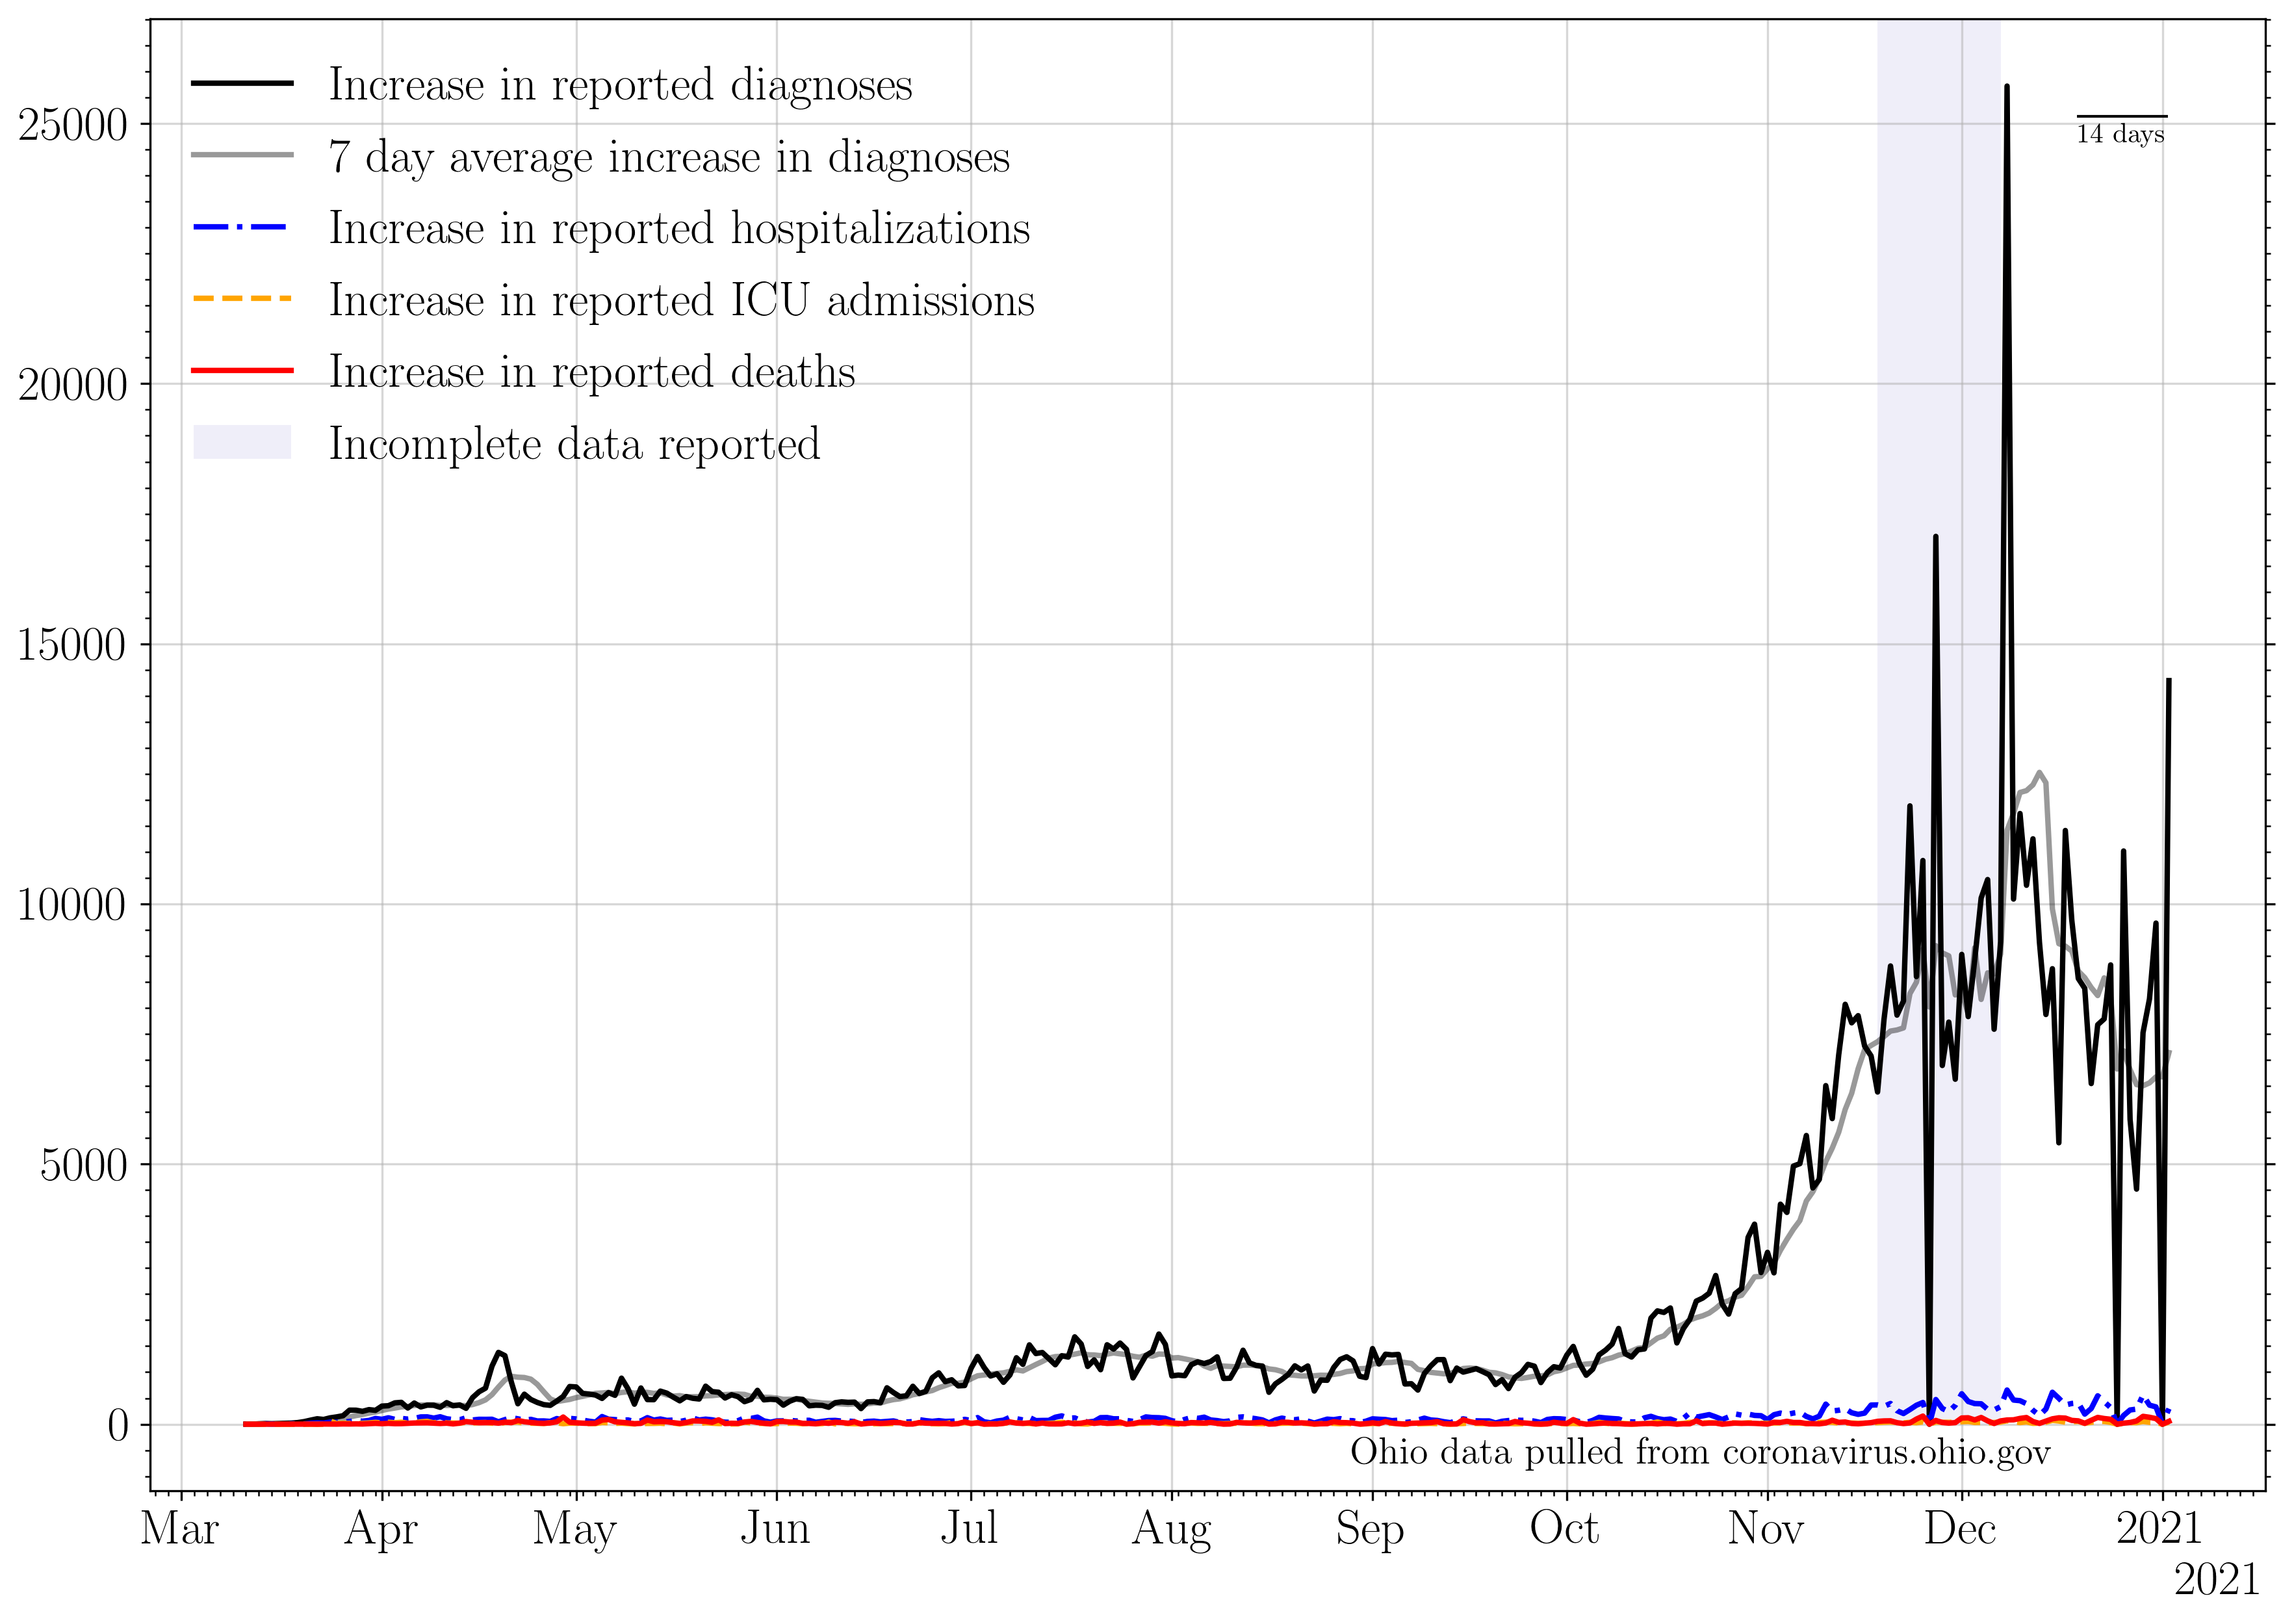 Increase in reported diagnoses
7 day average increase in diagnoses
Increase in reported hospitalizations
Increase in reported ICU admissions
Increase in reported deaths
Incomplete data reported
14 days
25000
20000
15000
10000
5000
0
Ohio data pulled from coronavirus.ohio.gov
Mar Apr May Jun Jul Aug Sep Oct Nov Dec 2021
2021